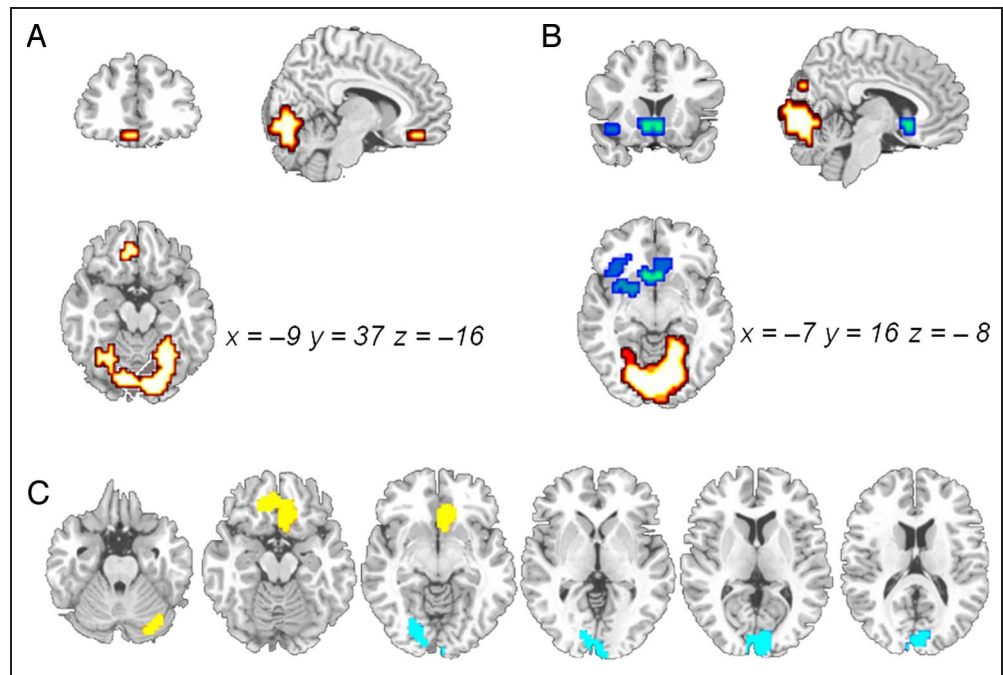 A
B
x = –9 y = 37 z = –16
x = –7 y = 16 z = – 8
C